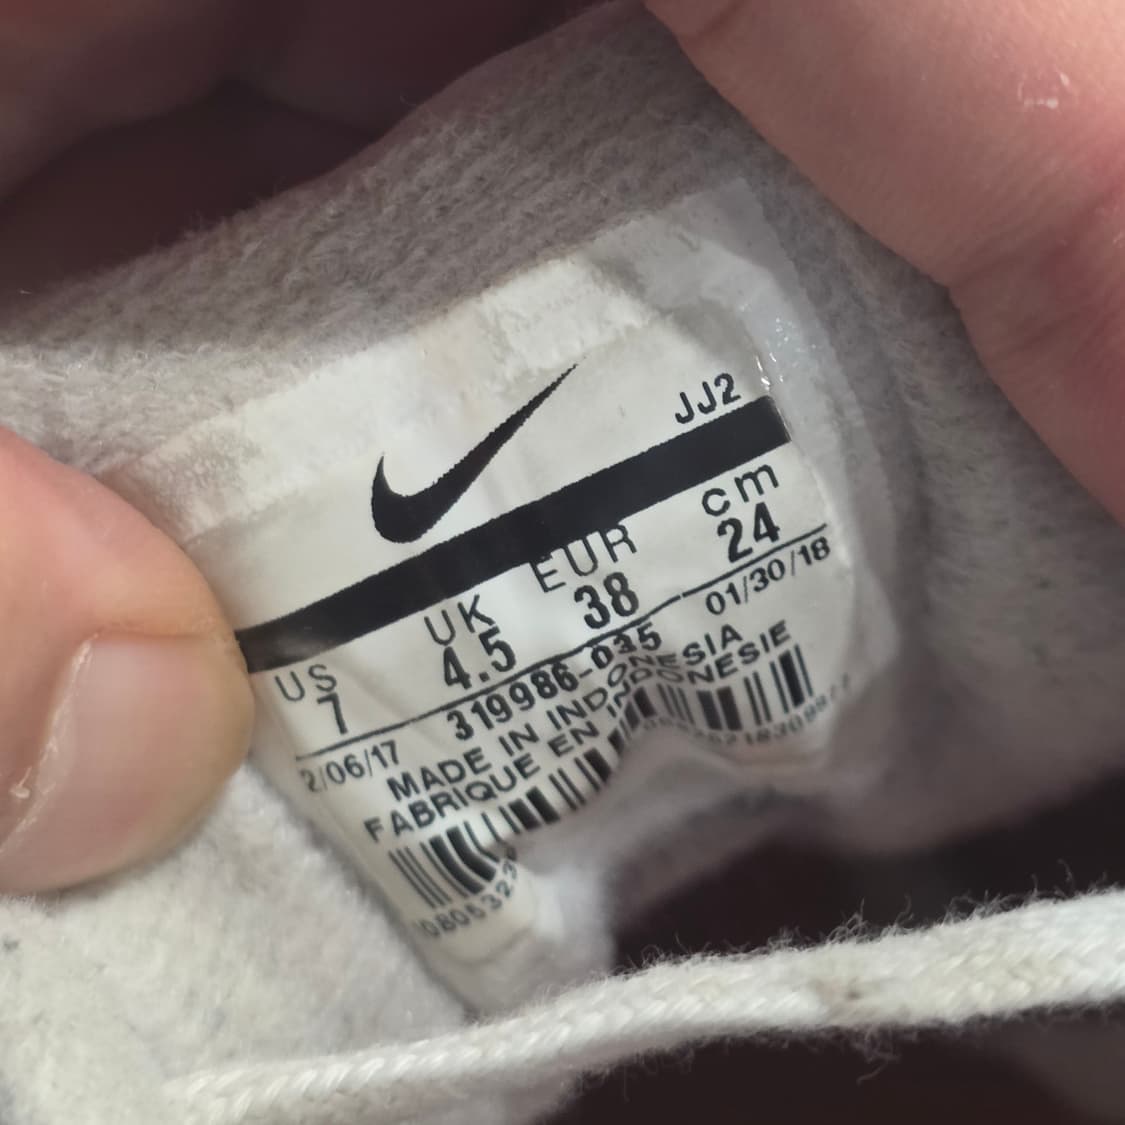 JJ2
US UK EUR cm
7 4.5 38 24
2/06/17 319986-035 01/30/18
MADE IN INDONESIA
FABRIQUE EN INDONESIE